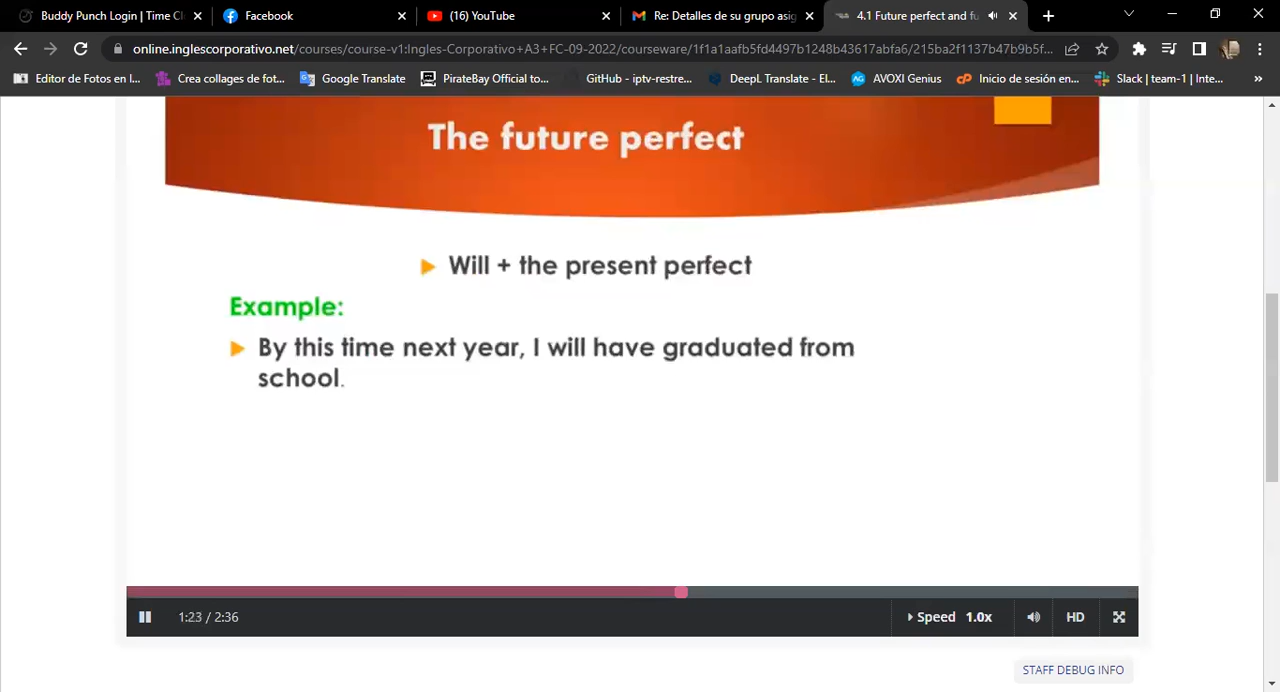 Buddy Punch Login | Time Cl
Facebook
(16) YouTube
Re: Detalles de su grupo asig
4.1 Future perfect and fu
online.inglescorporativo.net/courses/course-v1:Ingles-Corporativo+A3+FC-09-2022/courseware/1f1a1aafb5fd4497b1248b43617abfa6/215ba2f1137b47b9b5f...
Editor de Fotos en l...
Crea collages de fot...
Google Translate
PirateBay Official to...
GitHub - iptv-restre...
DeepL Translate - El...
AVOXI Genius
Inicio de sesión en...
Slack | team-1 | Inte...
»
The future perfect
Will + the present perfect
Example:
By this time next year, I will have graduated from
school.
1:23 / 2:36
Speed 1.0x
HD
STAFF DEBUG INFO